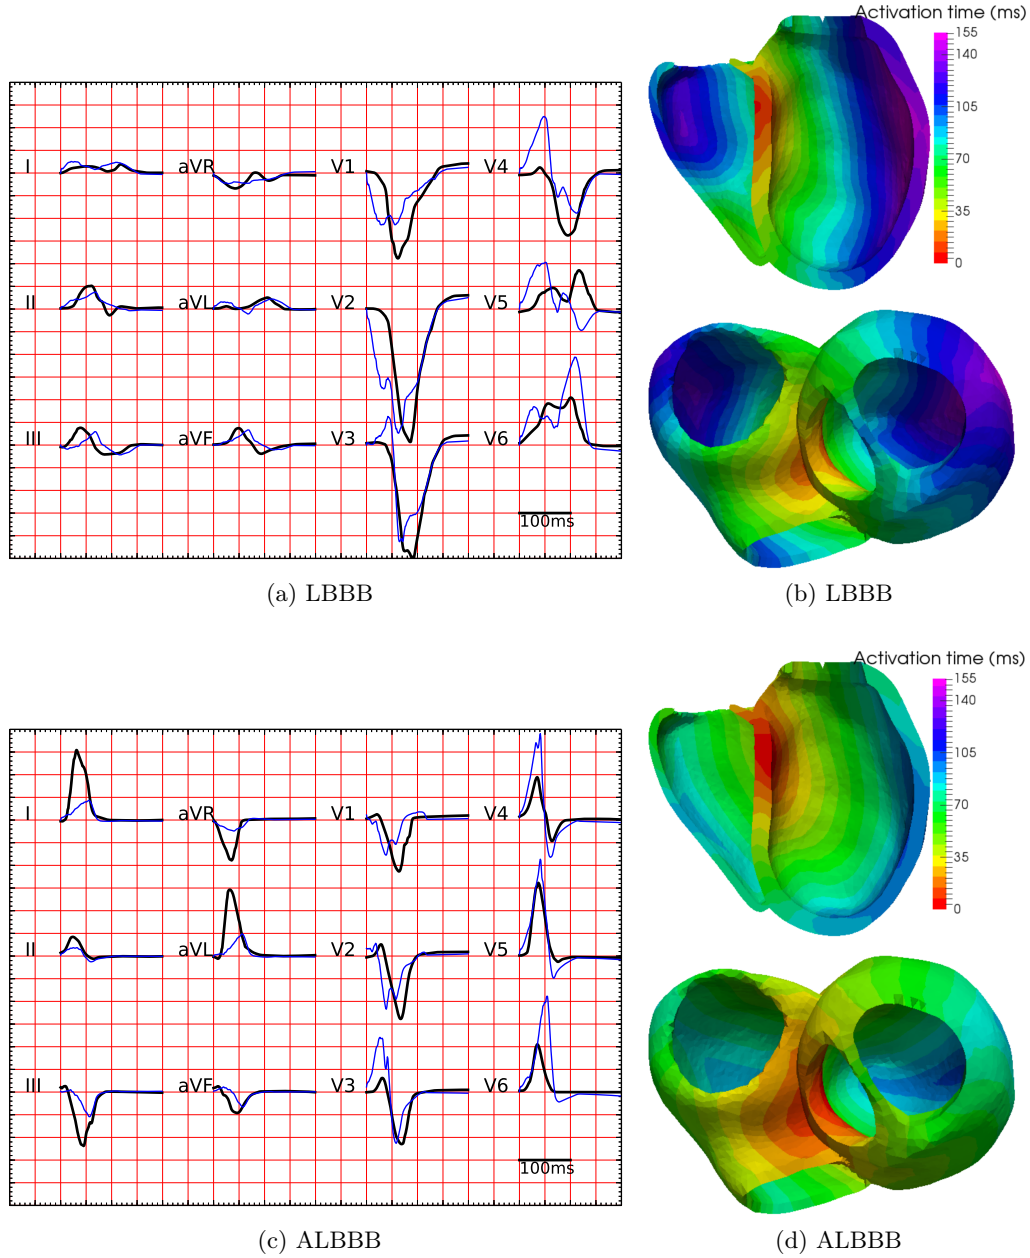 I aVR V1 V4
II aVL V2 V5
III aVF V3 V6
100ms
(a) LBBB
Activation time (ms)
155
140
105
70
35
0
(b) LBBB
I aVR V1 V4
II aVL V2 V5
III aVF V3 V6
100ms
(c) ALBBB
Activation time (ms)
155
140
105
70
35
0
(d) ALBBB